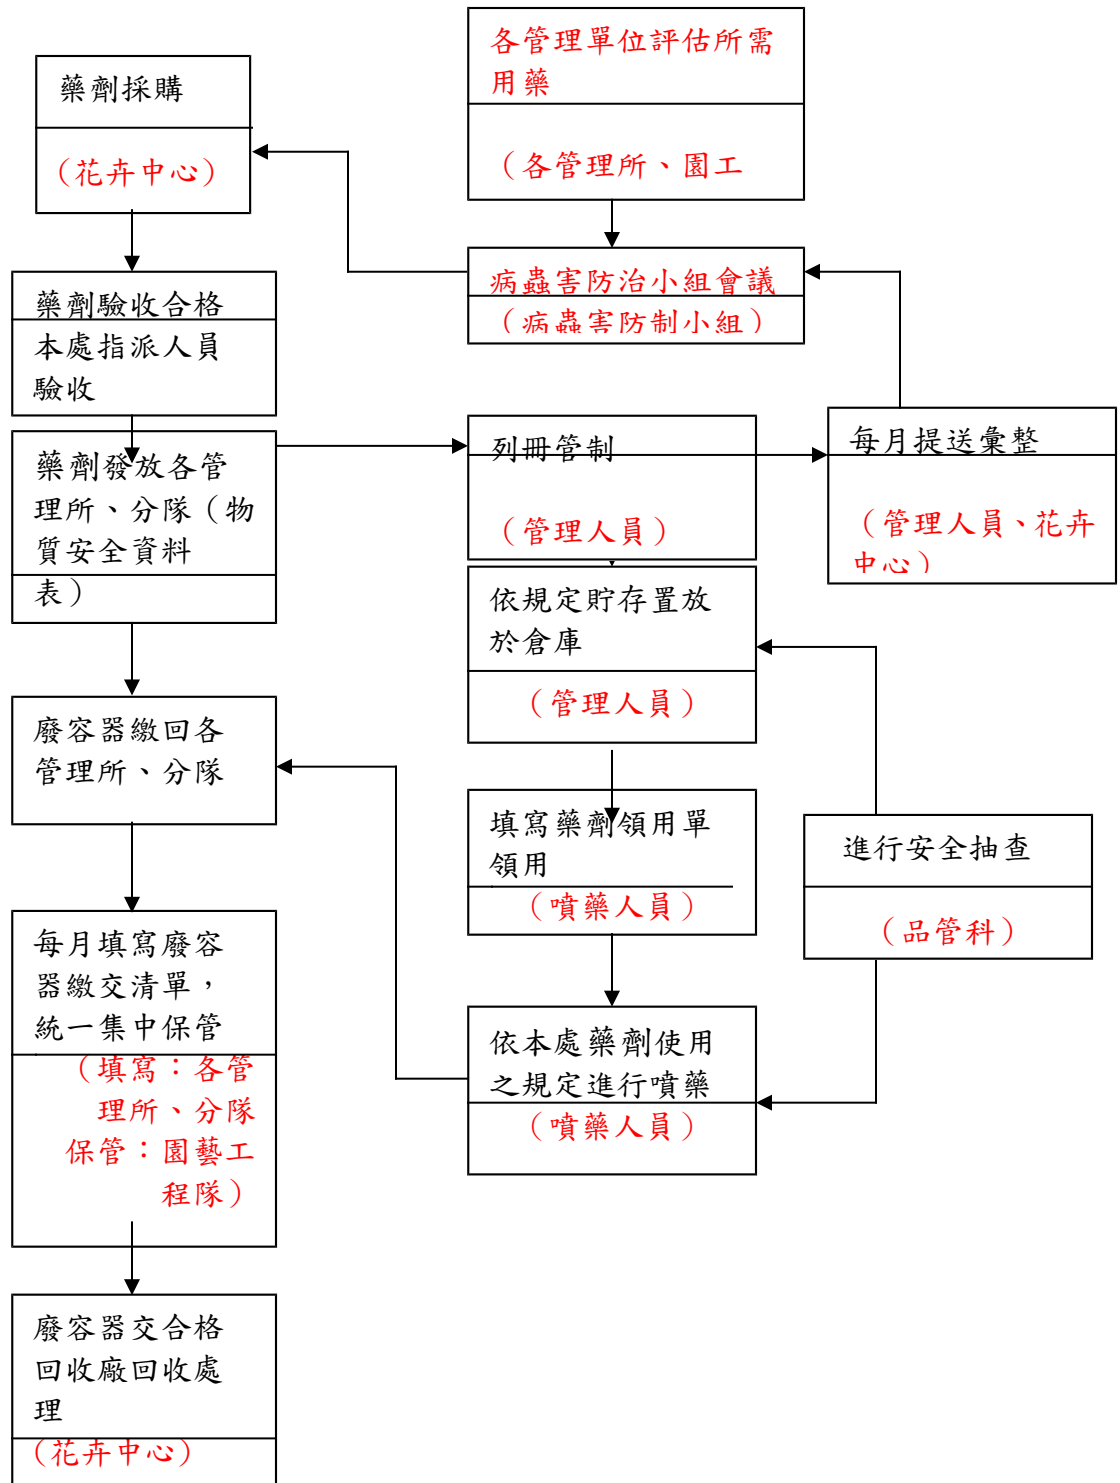 各管理單位評估所需
用藥
（各管理所、園工
藥劑採購
（花卉中心）
病蟲害防治小組會議
（病蟲害防制小組）
藥劑驗收合格
本處指派人員
驗收
藥劑發放各管
理所、分隊（物
質安全資料
表）
列冊管制
（管理人員）
每月提送彙整
（管理人員、花卉
中心）
依規定貯存置放
於倉庫
（管理人員）
廢容器繳回各
管理所、分隊
填寫藥劑領用單
領用
（噴藥人員）
進行安全抽查
（品管科）
每月填寫廢容
器繳交清單，
統一集中保管
（填寫：各管
理所、分隊
保管：園藝工
程隊）
依本處藥劑使用
之規定進行噴藥
（噴藥人員）
廢容器交合格
回收廠回收處
理
（花卉中心）